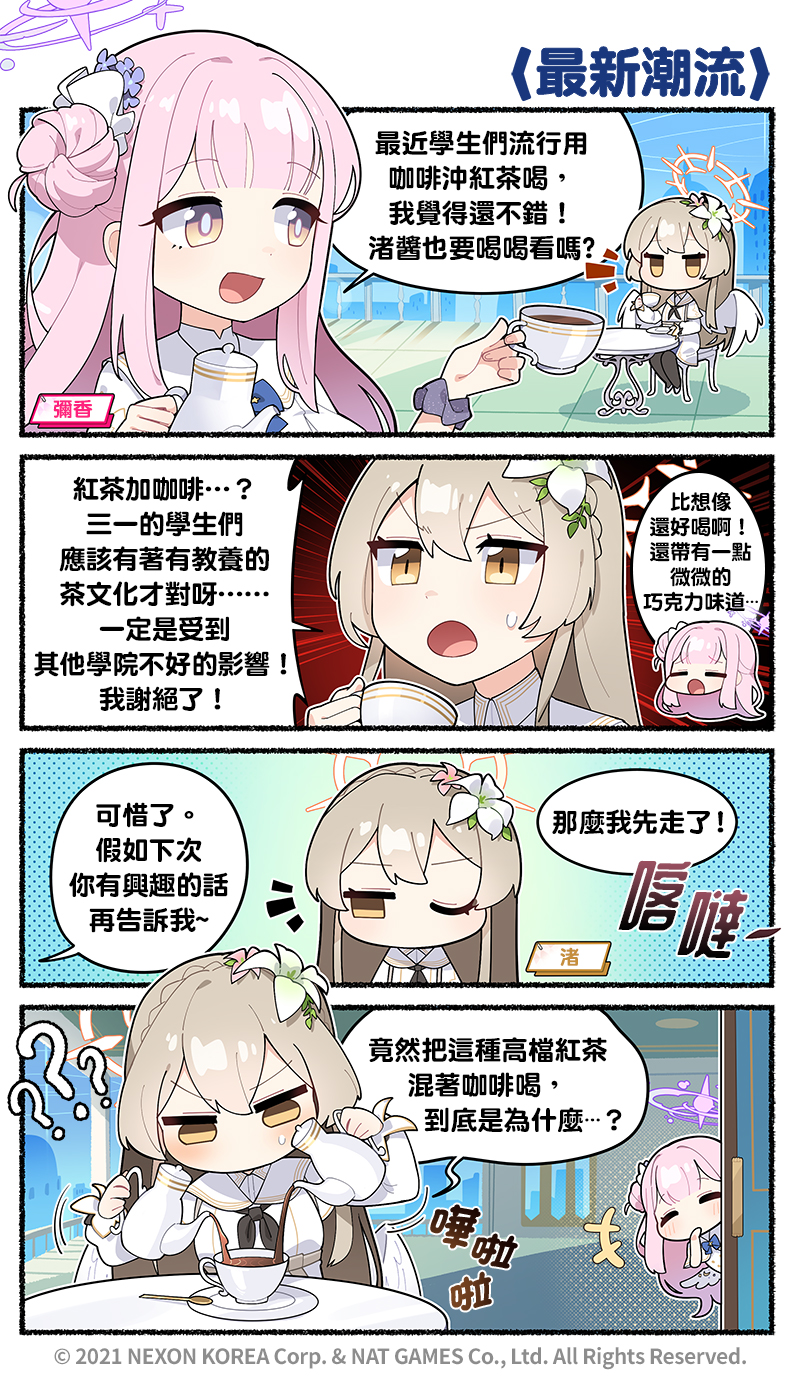 《最新潮流》
最近學生們流行用
咖啡沖紅茶喝，
我覺得還不錯！
渚醬也要喝喝看嗎?
彌香
紅茶加咖啡…？
三一的學生們
應該有著有教養的
茶文化才對呀……
一定是受到
其他學院不好的影響！
我謝絕了！
比想像
還好喝啊！
還帶有一點
微微的
巧克力味道…
可惜了。
假如下次
你有興趣的話
再告訴我~
那麼我先走了!
喀噠
渚
???
竟然把這種高檔紅茶
混著咖啡喝，
到底是為什麼…？
嘩啦啦
© 2021 NEXON KOREA Corp. & NAT GAMES Co., Ltd. All Rights Reserved.